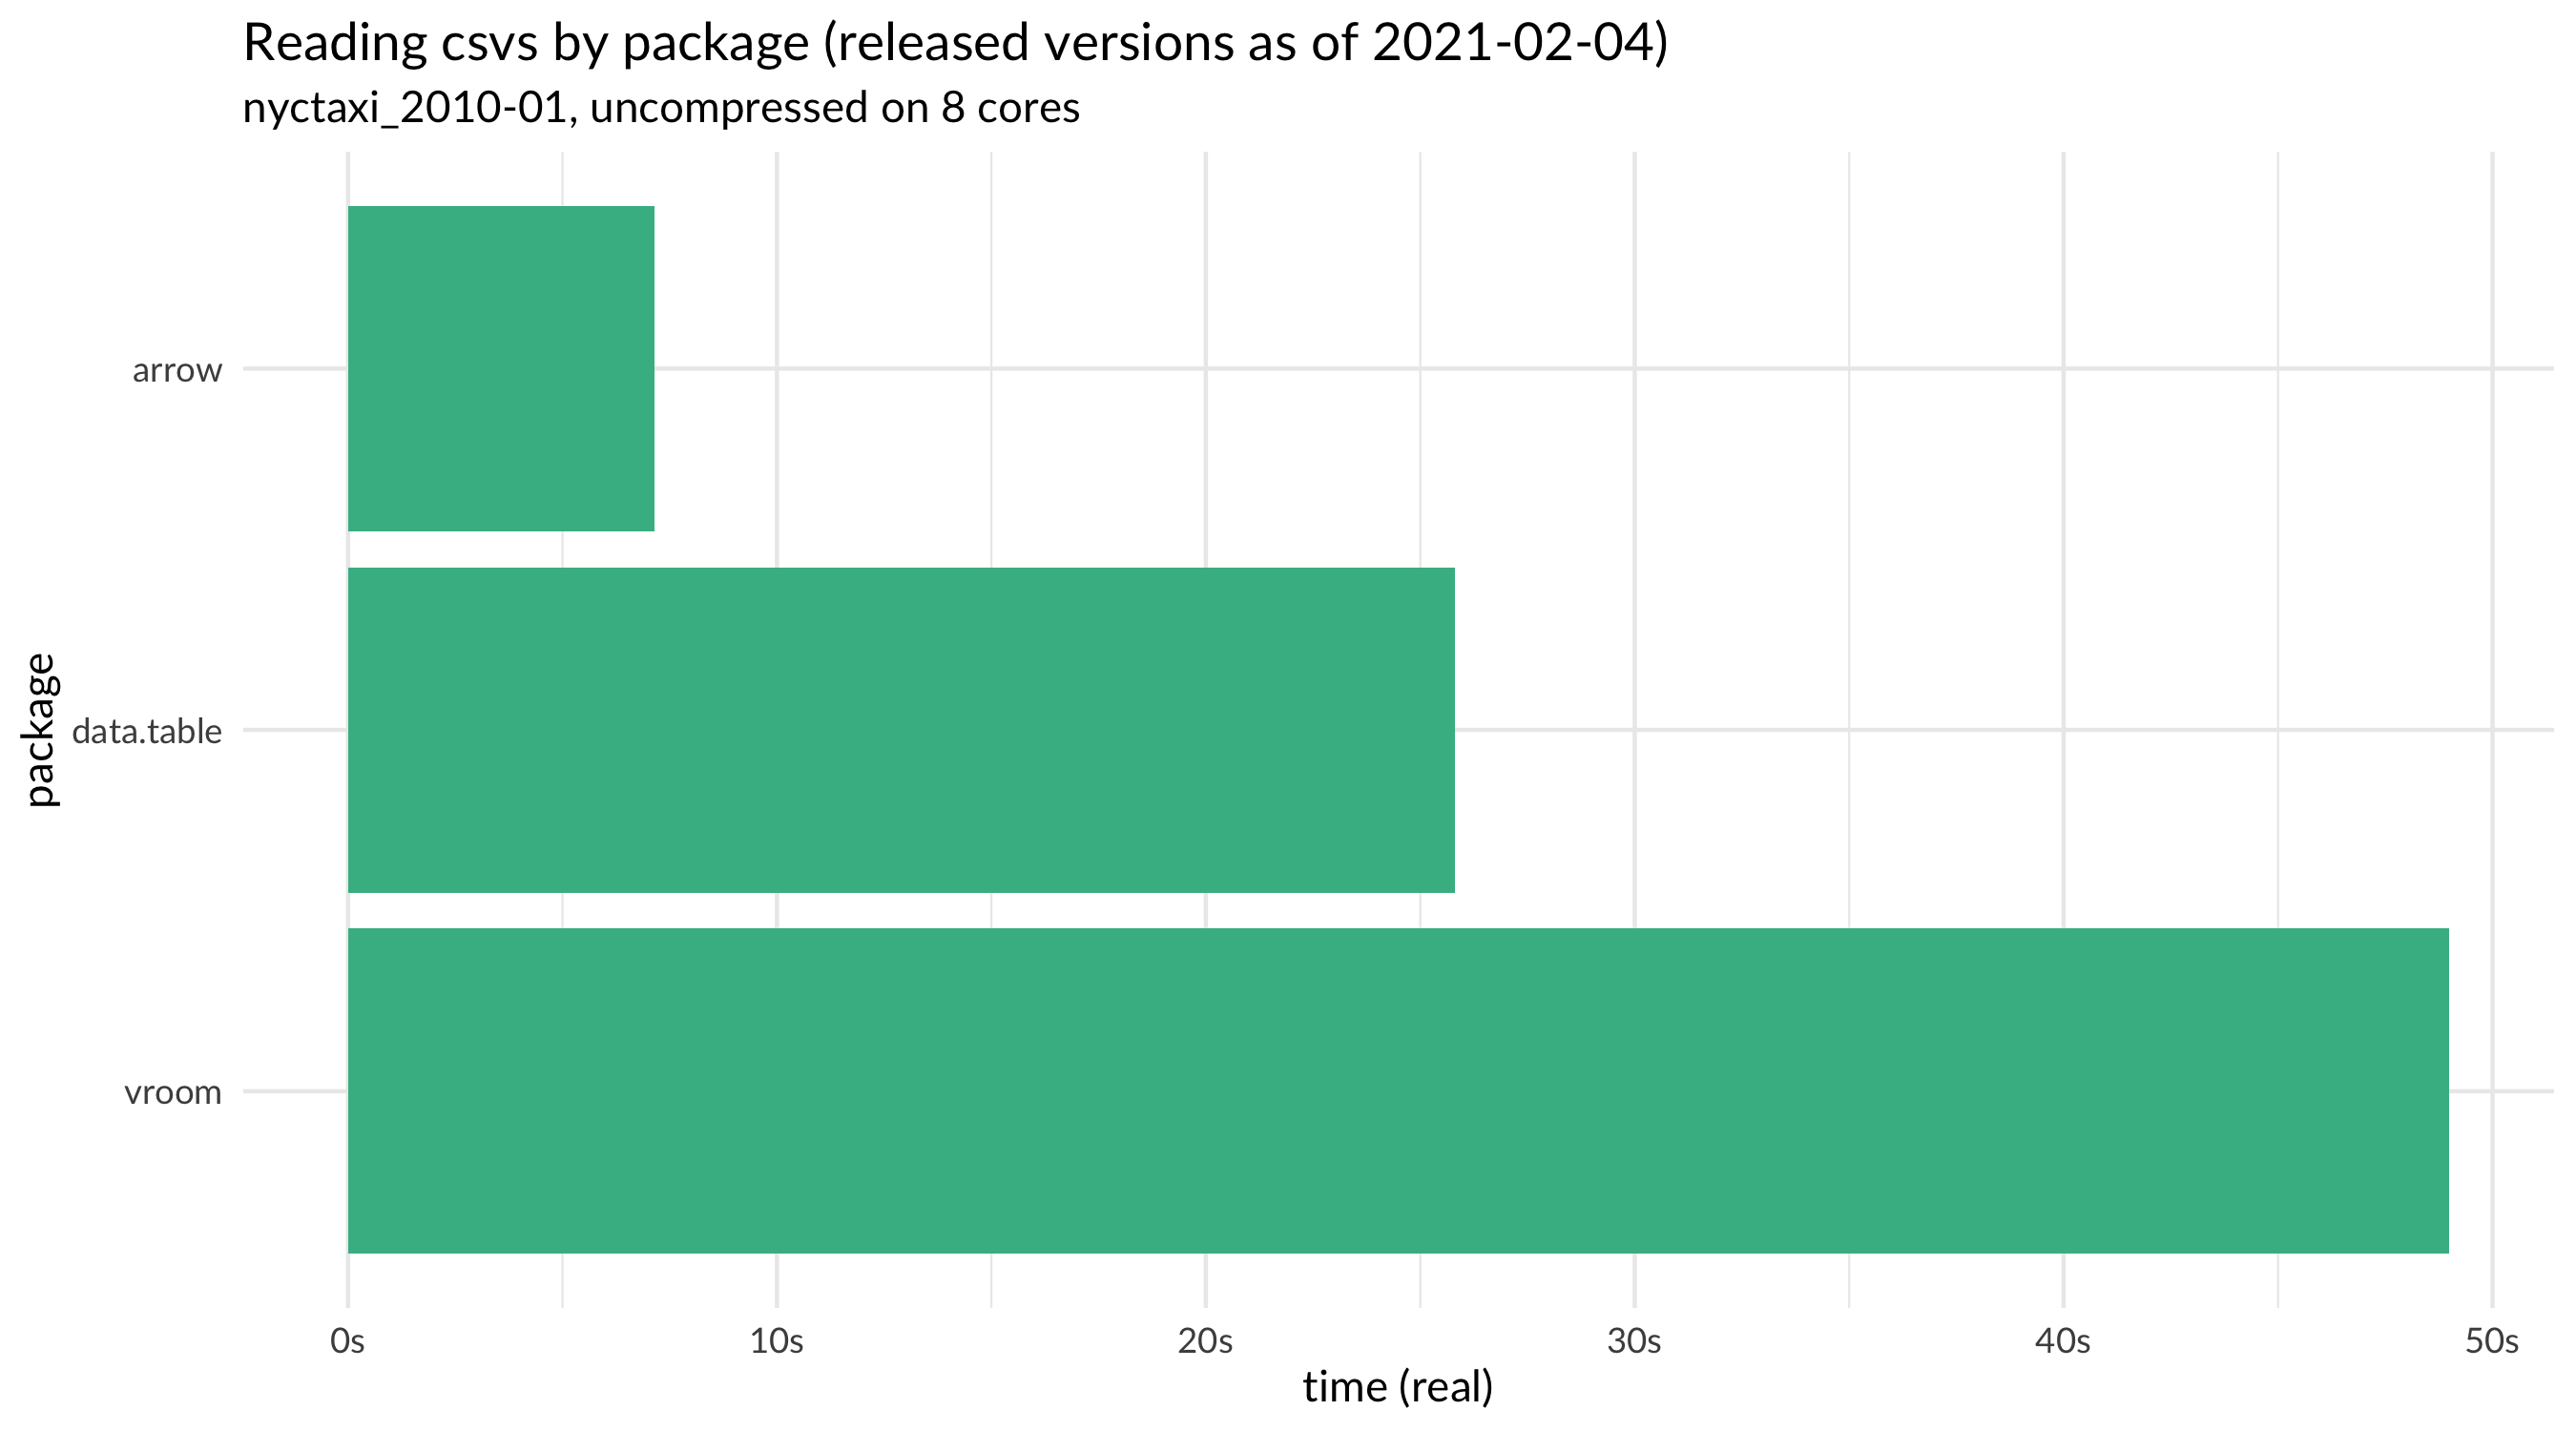 Reading csvs by package (released versions as of 2021-02-04)
nyctaxi_2010-01, uncompressed on 8 cores
package
arrow
data.table
vroom
0s 10s 20s 30s 40s 50s
time (real)